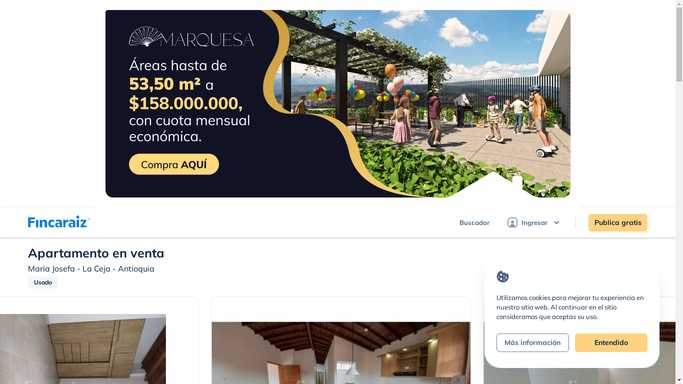 MARQUESA
Áreas hasta de
53,50 m² a
$158.000.000,
con cuota mensual
económica.
Compra AQUÍ
Fincaraiz
Buscador
Ingresar
Publica gratis
Apartamento en venta
Maria Josefa - La Ceja - Antioquia
Usado
Utilizamos cookies para mejorar tu experiencia en
nuestro sitio web. Al continuar en el sitio
consideramos que aceptas su uso.
Más información
Entendido